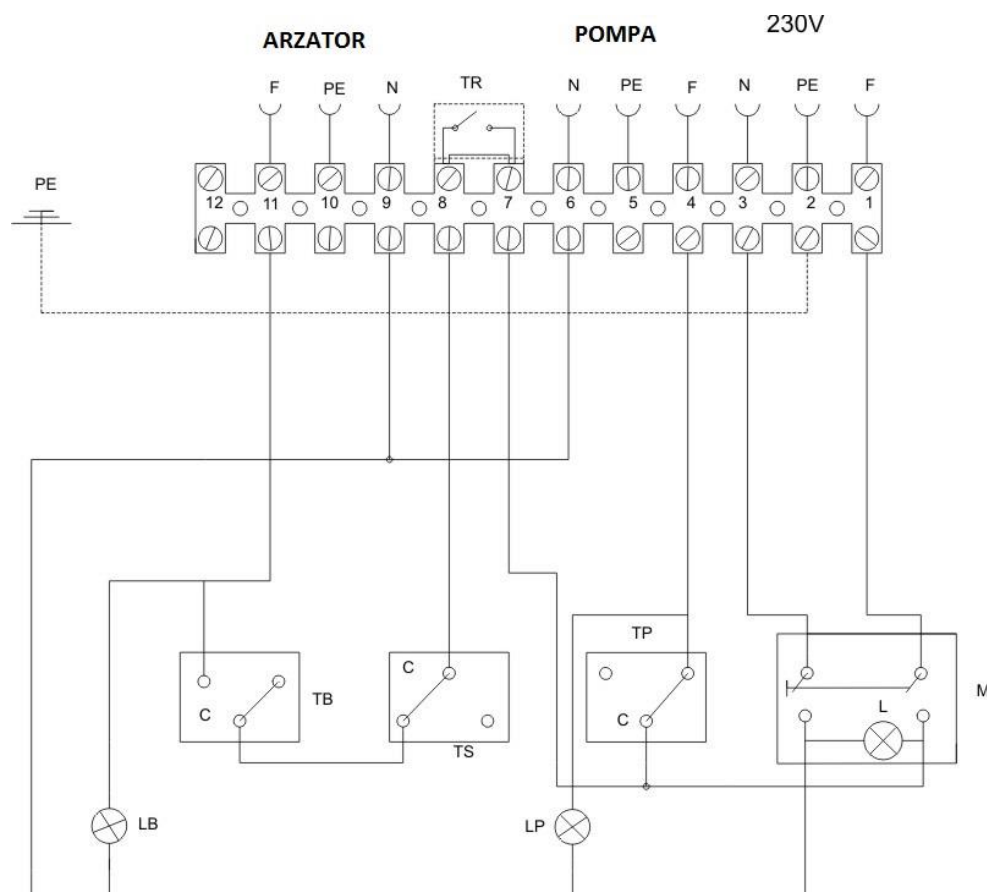 ARZATOR POMPA 230V
F PE N TR N PE F N PE F
PE
12 11 10 9 8 7 6 5 4 3 2 1
TP
C
C TB C L M
TS
LB LP